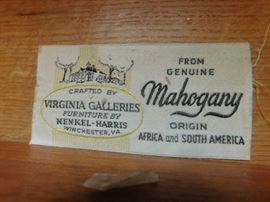 CRAFTED BY
VIRGINIA GALLERIES
FURNITURE BY
HENKEL-HARRIS
WINCHESTER, VA.
FROM
GENUINE
Mahogany
ORIGIN
AFRICA and SOUTH AMERICA